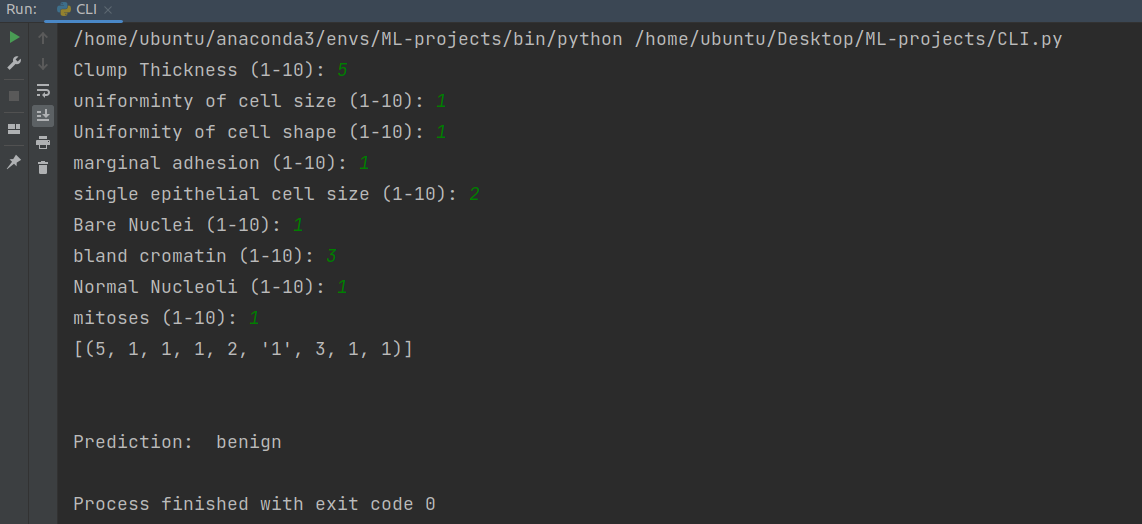 Run: CLI
/home/ubuntu/anaconda3/envs/ML-projects/bin/python /home/ubuntu/Desktop/ML-projects/CLI.py
Clump Thickness (1-10): 5
uniforminty of cell size (1-10): 1
Uniformity of cell shape (1-10): 1
marginal adhesion (1-10): 1
single epithelial cell size (1-10): 2
Bare Nuclei (1-10): 1
bland cromatin (1-10): 3
Normal Nucleoli (1-10): 1
mitoses (1-10): 1
[(5, 1, 1, 1, 2, '1', 3, 1, 1)]
Prediction:  benign
Process finished with exit code 0